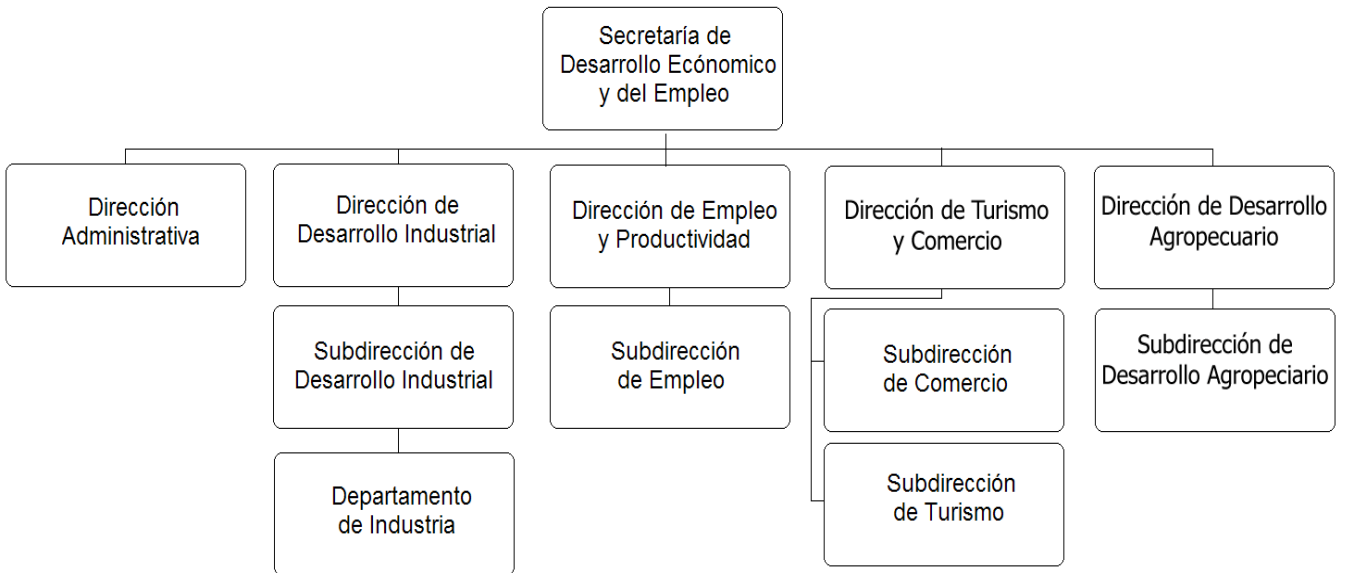 Secretaría de
Desarrollo Ecónomico
y del Empleo
Dirección
Administrativa
Dirección de
Desarrollo Industrial
Dirección de Empleo
y Productividad
Dirección de Turismo
y Comercio
Dirección de Desarrollo
Agropecuario
Subdirección de
Desarrollo Industrial
Subdirección
de Empleo
Subdirección
de Comercio
Subdirección de
Desarrollo Agropeciario
Departamento
de Industria
Subdirección
de Turismo